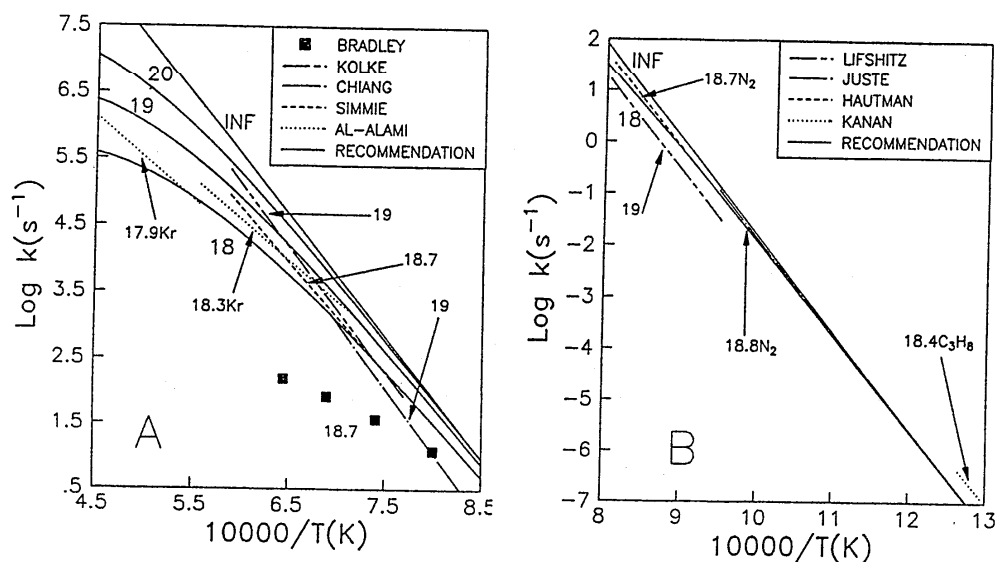 7.5
6.5
5.5
4.5
3.5
2.5
1.5
.5
Log k(s⁻¹)
4.5
5.5
6.5
7.5
8.5
10000/T(K)
BRADLEY
KOLKE
CHIANG
SIMMIE
AL-ALAMI
RECOMMENDATION
20
19
INF
18
17.9Kr
18.3Kr
19
18.7
19
18.7
A
2
1
0
-1
-2
-3
-4
-5
-6
-7
Log k(s⁻¹)
8
9
10
11
12
13
10000/T(K)
LIFSHITZ
JUSTE
HAUTMAN
KANAN
RECOMMENDATION
INF
18.7N₂
18
19
18.8N₂
18.4C₃H₈
B